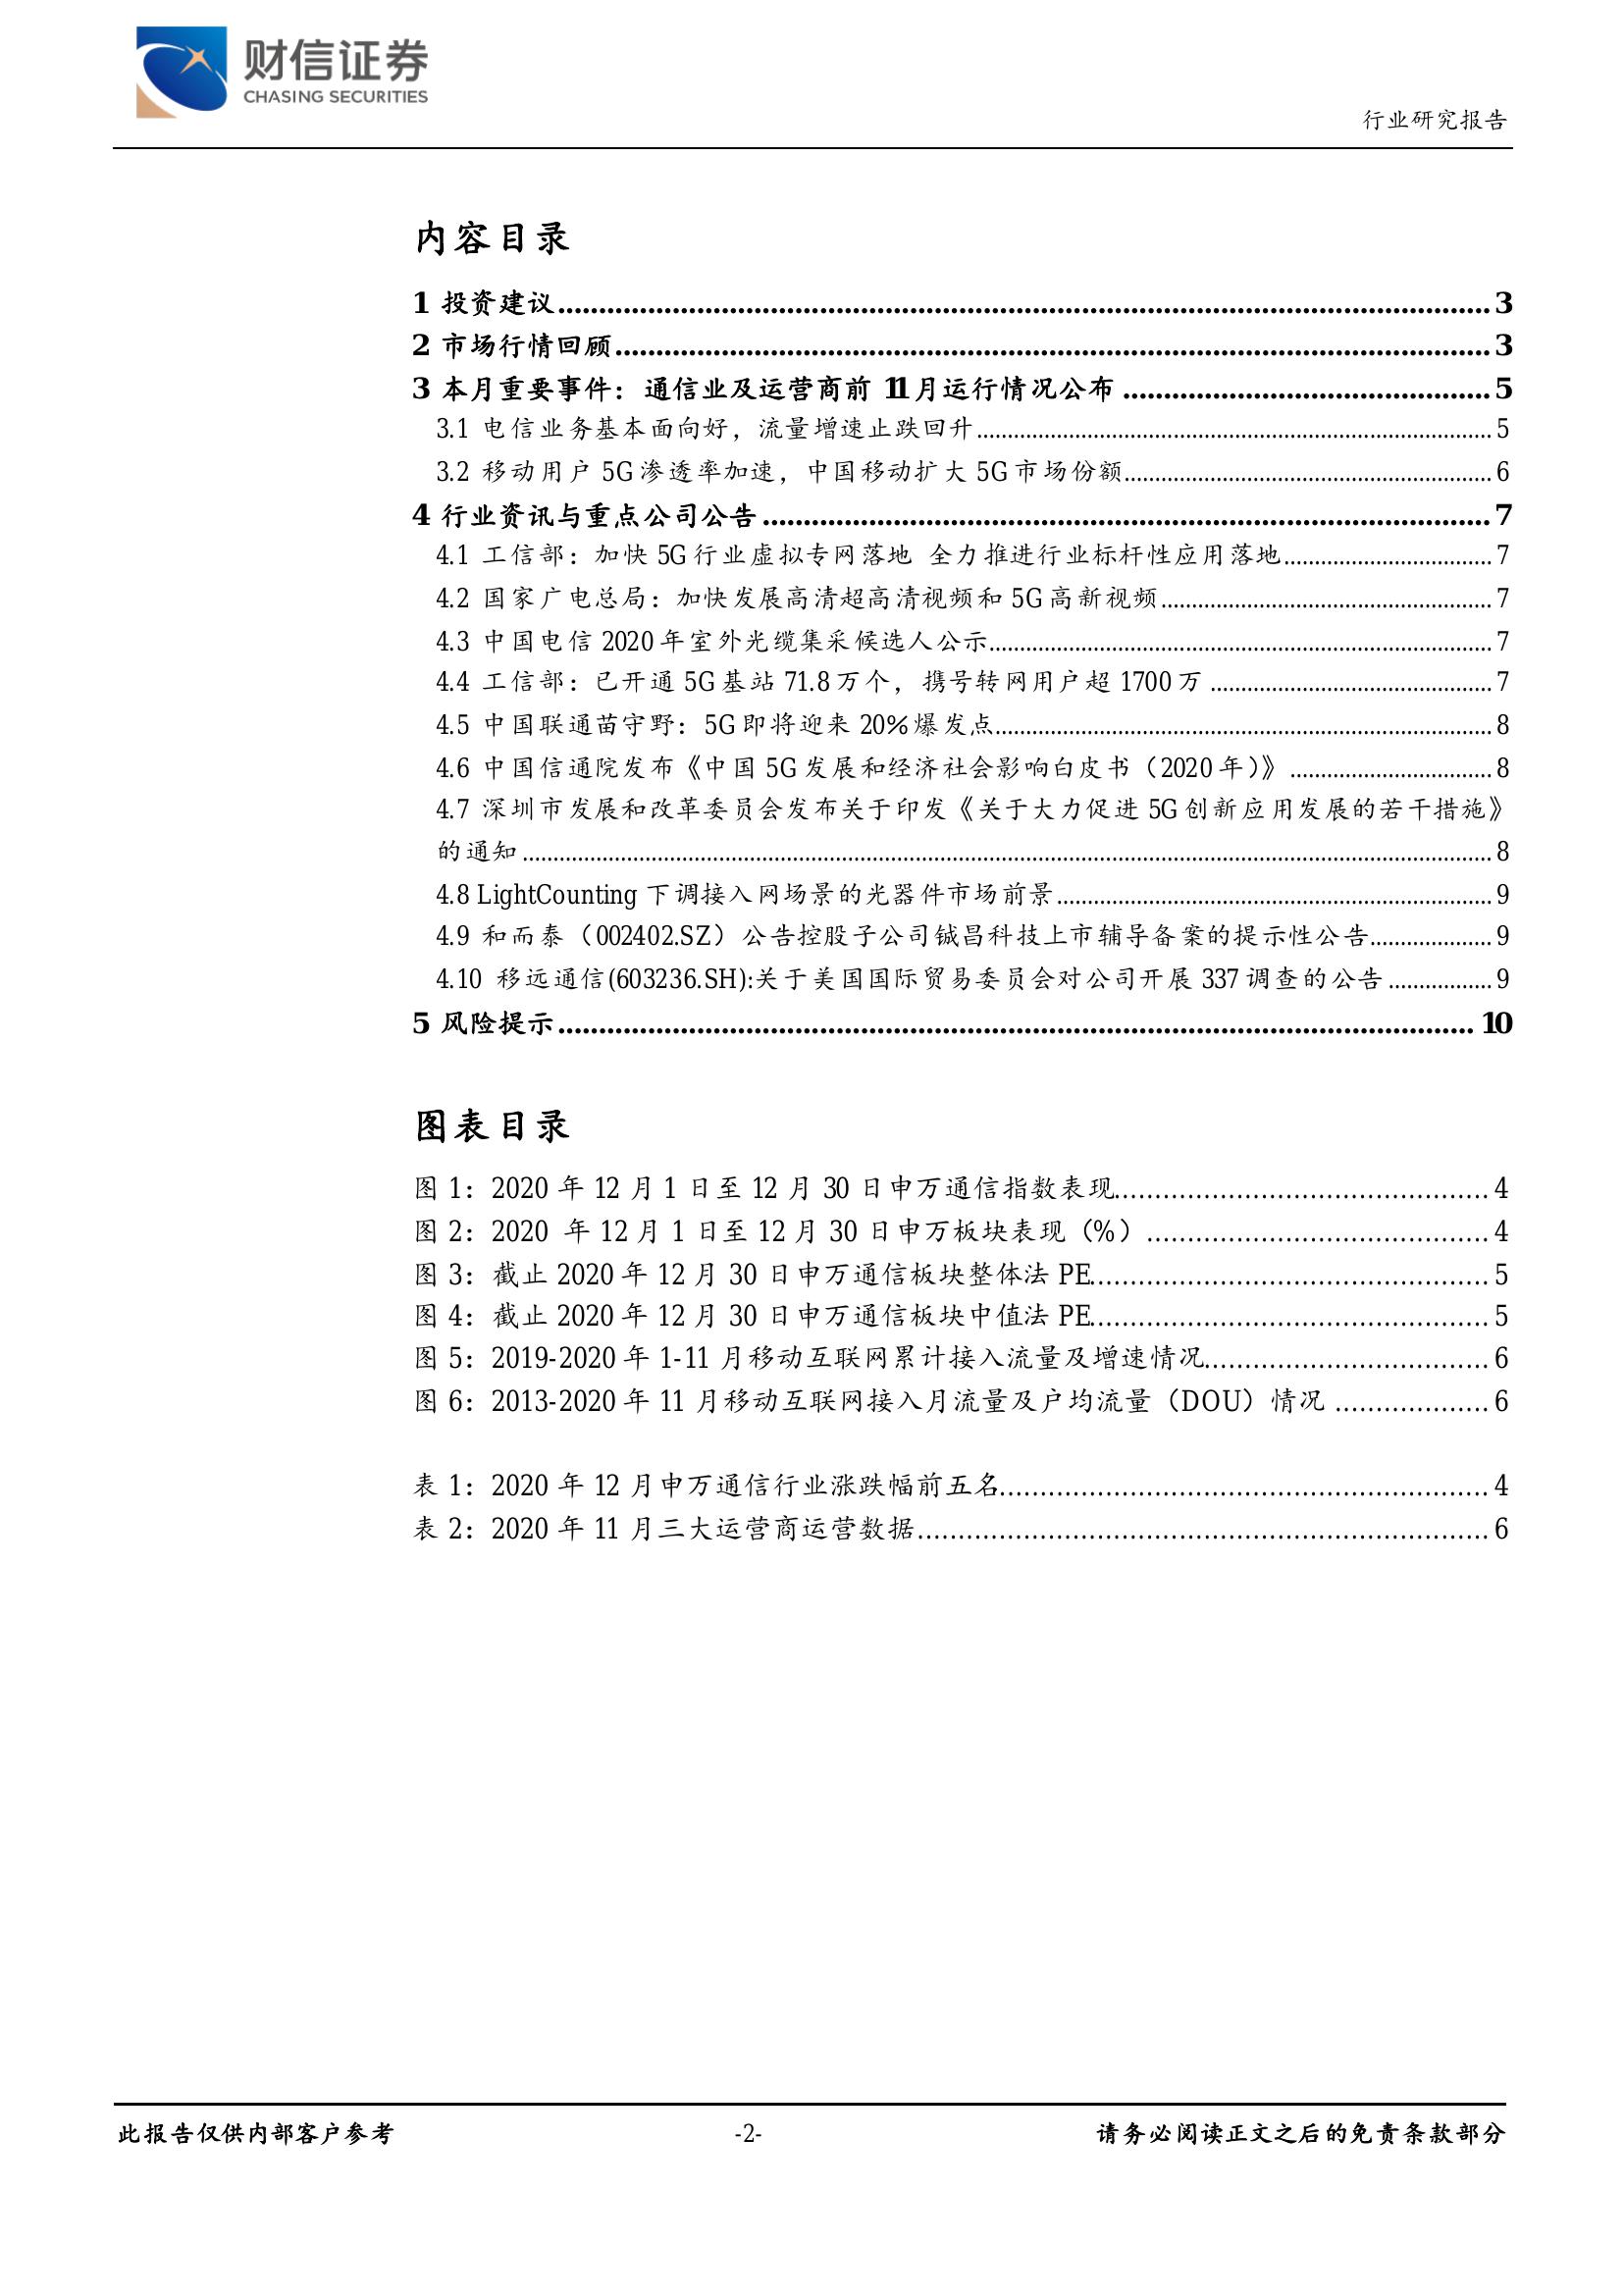 财信证券
CHASING SECURITIES
行业研究报告
内容目录
1 投资建议........................................3
2 市场行情回顾........................................3
3 本月重要事件：通信业及运营商前 11 月运行情况公布........................................5
3.1 电信业务基本面向好，流量增速止跌回升........................................5
3.2 移动用户 5G 渗透率加速，中国移动扩大 5G 市场份额........................................6
4 行业资讯与重点公司公告........................................7
4.1 工信部：加快 5G 行业虚拟专网落地 全力推进行业标杆性应用落地........................................7
4.2 国家广电总局：加快发展高清超高清视频和 5G 高新视频........................................7
4.3 中国电信 2020 年室外光缆集采候选人公示........................................7
4.4 工信部：已开通 5G 基站 71.8 万个，携号转网用户超 1700 万........................................7
4.5 中国联通苗守野：5G 即将迎来 20%爆发点........................................8
4.6 中国信通院发布《中国 5G 发展和经济社会影响白皮书（2020 年）》........................................8
4.7 深圳市发展和改革委员会发布关于印发《关于大力促进 5G 创新应用发展的若干措施》
的通知........................................8
4.8 LightCounting 下调接入网场景的光器件市场前景........................................9
4.9 和而泰（002402.SZ）公告控股子公司铖昌科技上市辅导备案的提示性公告........................................9
4.10 移远通信(603236.SH):关于美国国际贸易委员会对公司开展 337 调查的公告........................................9
5 风险提示........................................10
图表目录
图 1：2020 年 12 月 1 日至 12 月 30 日申万通信指数表现........................................4
图 2：2020 年 12 月 1 日至 12 月 30 日申万板块表现（%）........................................4
图 3：截止 2020 年 12 月 30 日申万通信板块整体法 PE........................................5
图 4：截止 2020 年 12 月 30 日申万通信板块中值法 PE........................................5
图 5：2019-2020 年 1-11 月移动互联网累计接入流量及增速情况........................................6
图 6：2013-2020 年 11 月移动互联网接入月流量及户均流量（DOU）情况........................................6
表 1：2020 年 12 月申万通信行业涨跌幅前五名........................................4
表 2：2020 年 11 月三大运营商运营数据........................................6
此报告仅供内部客户参考
-2-
请务必阅读正文之后的免责条款部分